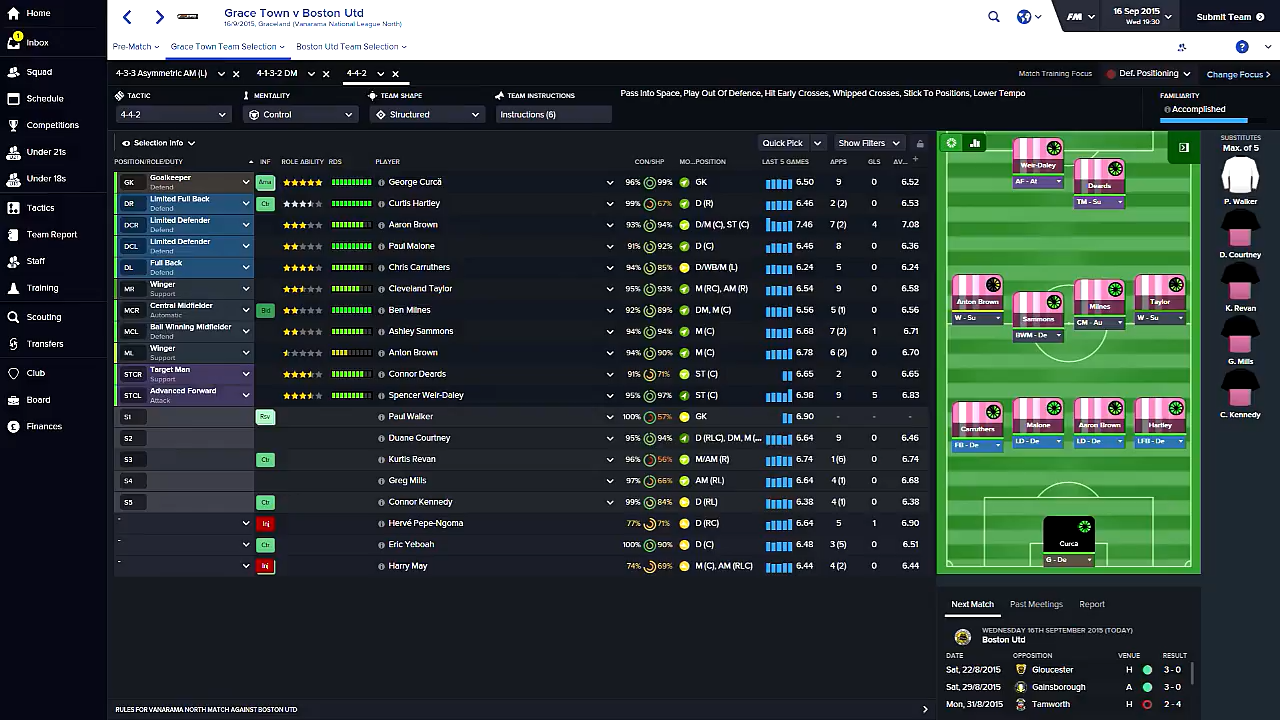 Home
Inbox
1
Squad
Schedule
Competitions
Under 21s
Under 18s
Tactics
Team Report
Staff
Training
Scouting
Transfers
Club
Board
Finances
Grace Town v Boston Utd
16/9/2015, Graceland (Vanarama National League North)
FM
16 Sep 2015
Wed 19:30
Submit Team
Pre-Match
Grace Town Team Selection
Boston Utd Team Selection
4-3-3 Asymmetric AM (L)
4-1-3-2 DM
4-4-2
Match Training Focus
Def. Positioning
Change Focus >
TACTIC
4-4-2
MENTALITY
Control
TEAM SHAPE
Structured
TEAM INSTRUCTIONS
Instructions (6)
Pass Into Space, Play Out Of Defence, Hit Early Crosses, Whipped Crosses, Stick To Positions, Lower Tempo
FAMILIARITY
Accomplished
Selection Info
Quick Pick
Show Filters
POSITION/ROLE/DUTY INF ROLE ABILITY RDS PLAYER CON/SHP MO... POSITION LAST 5 GAMES APPS GLS AV...
GK Goalkeeper Defend Ama George Curcă 96% 99% GK 6.50 9 0 6.52
DR Limited Full Back Defend Ctr Curtis Hartley 99% 67% D (R) 6.46 2 (2) 0 6.53
DCR Limited Defender Defend Aaron Brown 93% 94% D/M (C), ST (C) 7.46 7 (2) 4 7.08
DCL Limited Defender Defend Paul Malone 91% 92% D (C) 6.46 8 0 6.36
DL Full Back Defend Chris Carruthers 94% 85% D/WB/M (L) 6.24 5 0 6.24
MR Winger Support Cleveland Taylor 95% 93% M (RC), AM (R) 6.54 9 0 6.58
MCR Central Midfielder Automatic Bid Ben Milnes 92% 89% M (C) 6.56 5 (1) 0 6.56
MCL Ball Winning Midfielder Defend Ashley Sammons 94% 94% M (C) 6.68 7 (2) 1 6.71
ML Winger Support Anton Brown 94% 90% M (C) 6.78 6 (2) 0 6.70
STCR Target Man Support Connor Deards 91% 71% ST (C) 6.65 2 0 6.65
STCL Advanced Forward Attack Spencer Weir-Daley 95% 97% ST (C) 6.98 9 5 6.83
S1 Rsv Paul Walker 100% 57% GK 6.90 - - -
S2 Duane Courtney 95% 94% D (RLC), DM, M (... 6.64 9 0 6.46
S3 Ctr Kurtis Revan 96% 56% M/AM (R) 6.74 1 (6) 0 6.74
S4 Greg Mills 97% 66% AM (RL) 6.64 4 (1) 0 6.68
S5 Ctr Connor Kennedy 99% 84% D (RL) 6.38 4 (1) 0 6.38
- Inj Hervé Pepe-Ngoma 77% 71% D (RC) 6.64 5 1 6.90
- Ctr Eric Yeboah 100% 90% D (C) 6.48 3 (5) 0 6.51
- Inj Harry May 74% 69% M (C), AM (RLC) 6.44 4 (2) 0 6.44
RULES FOR VANARAMA NORTH MATCH AGAINST BOSTON UTD
Weir-Daley
AF - At
Deards
TM - Su
Anton Brown
W - Su
Sammons
BWM - De
Milnes
CM - Au
Taylor
W - Su
Carruthers
FB - De
Malone
LD - De
Aaron Brown
LD - De
Hartley
LFB - De
Curcă
G - De
SUBSTITUTES
Max. of 5
P. Walker
D. Courtney
K. Revan
G. Mills
C. Kennedy
Next Match
Past Meetings
Report
WEDNESDAY 16TH SEPTEMBER 2015 (TODAY)
Boston Utd
DATE OPPOSITION VENUE RESULT
Sat, 22/8/2015 Gloucester H 3 - 0
Sat, 29/8/2015 Gainsborough A 3 - 0
Mon, 31/8/2015 Tamworth H 2 - 4